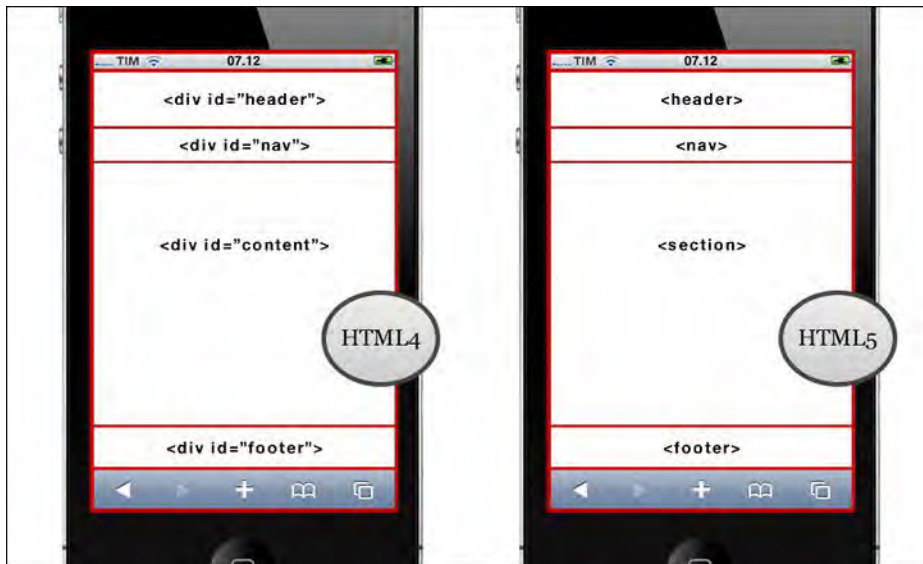 TIM 07.12
<div id="header">
<div id="nav">
<div id="content">
HTML4
<div id="footer">
TIM 07.12
<header>
<nav>
<section>
HTML5
<footer>